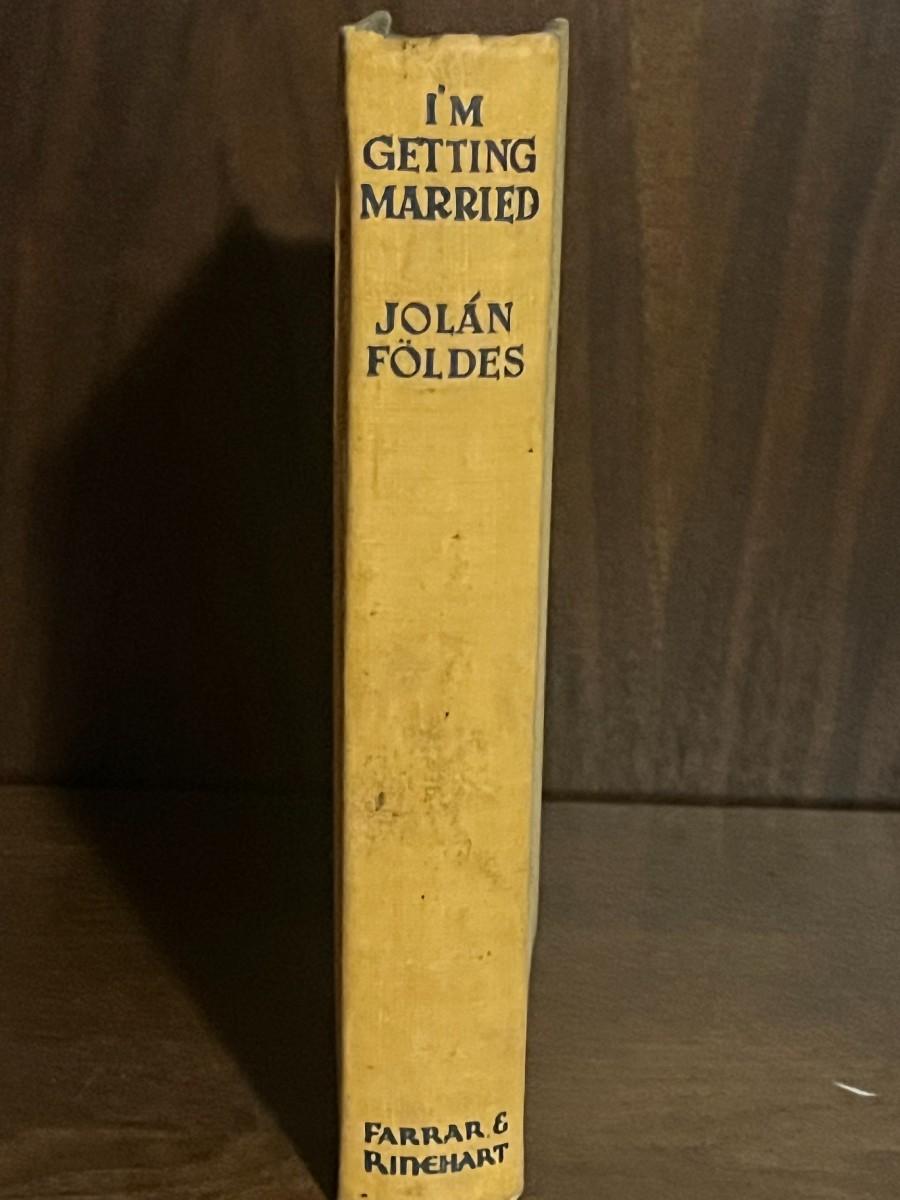 I'M
GETTING
MARRIED
JOLÁN
FÖLDES
FARRAR &
RINEHART